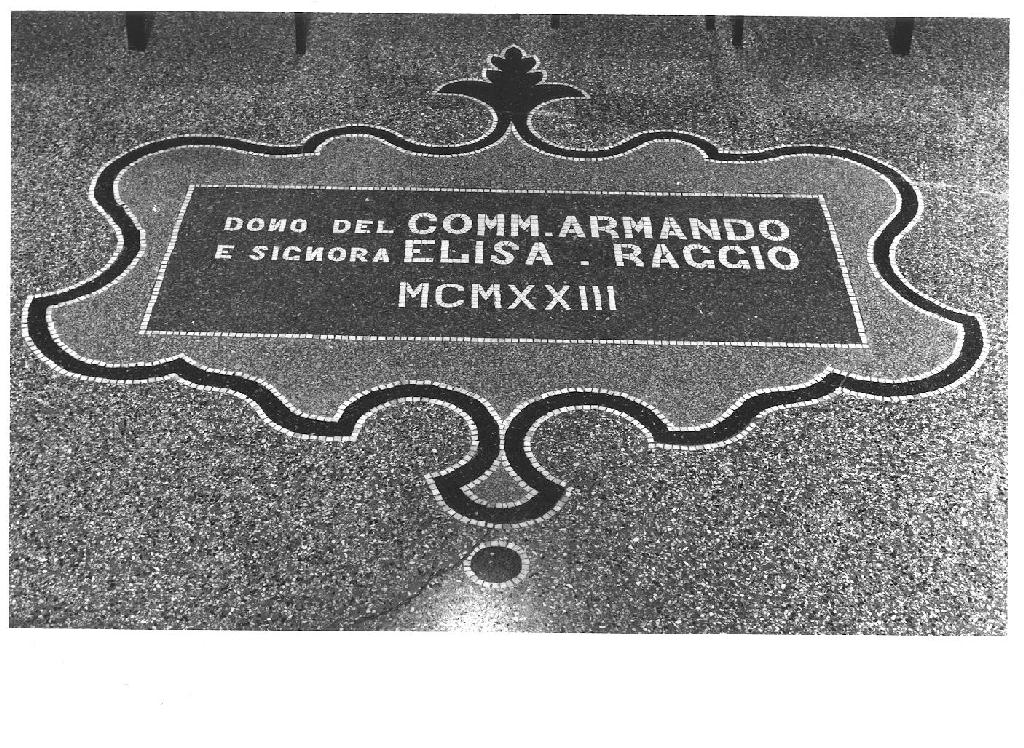 DONO DEL COMM. ARMANDO
E SIGNORA ELISA - RAGGIO
MCMXXIII